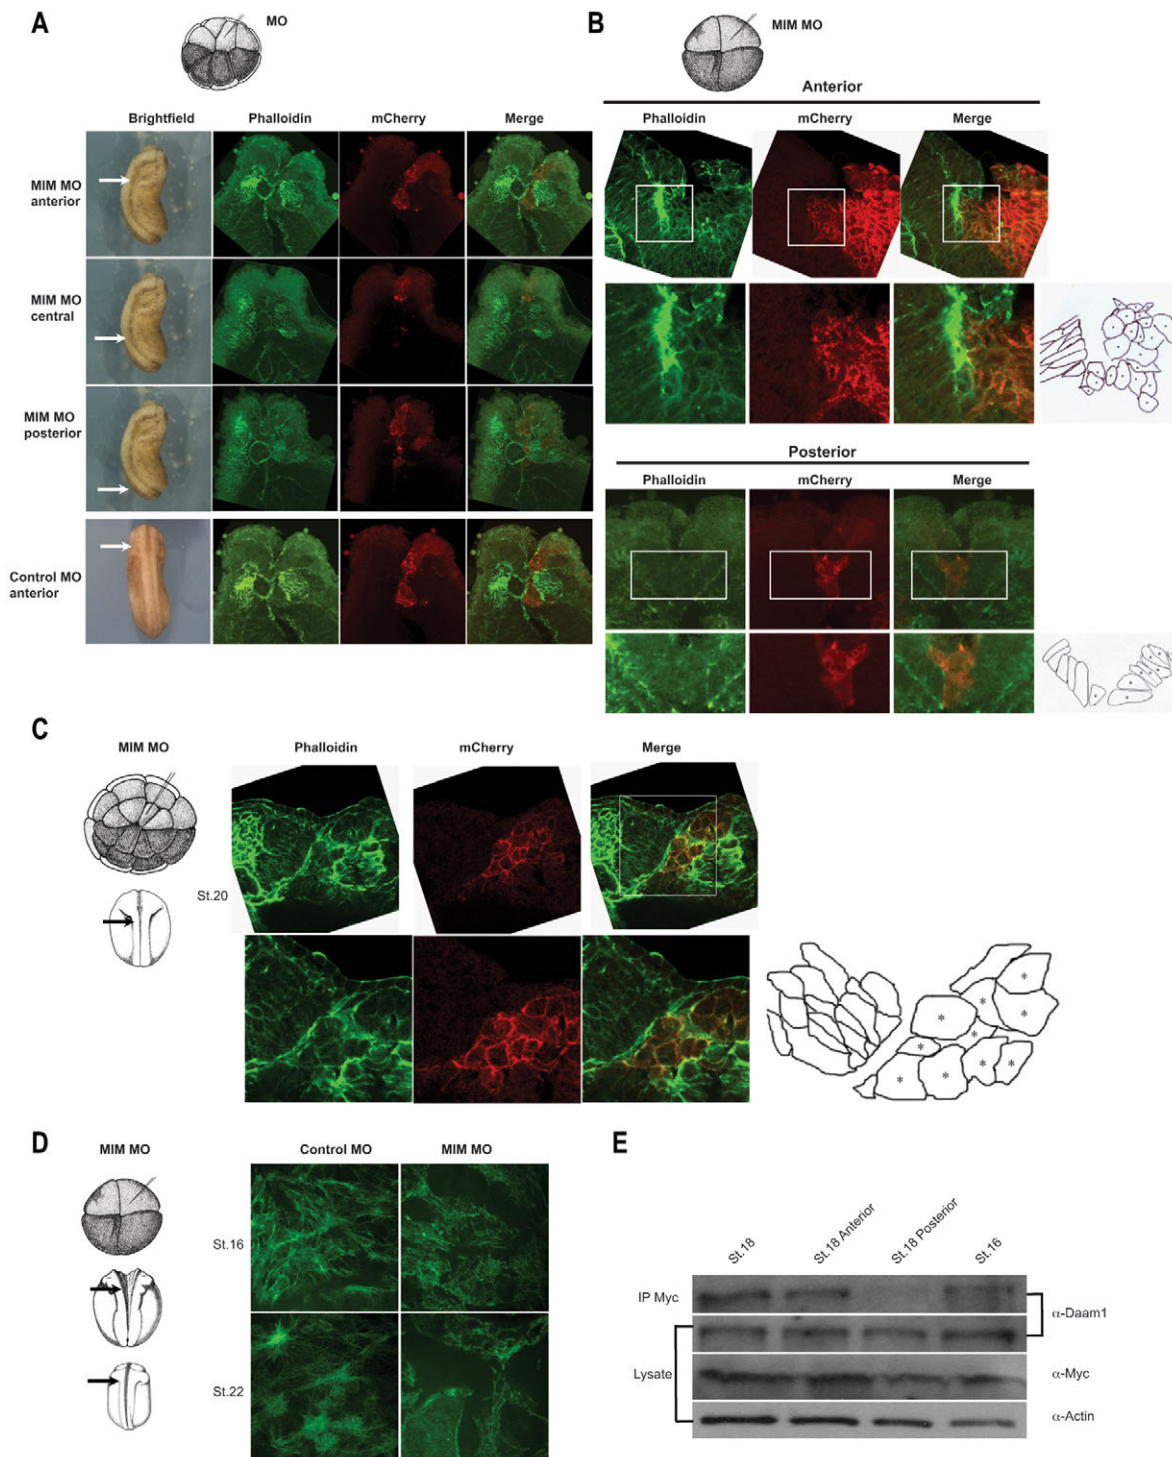 A
MO
Brightfield Phalloidin mCherry Merge
MIM MO
anterior
MIM MO
central
MIM MO
posterior
Control MO
anterior
B
MIM MO
Anterior
Phalloidin mCherry Merge
Posterior
Phalloidin mCherry Merge
C
MIM MO
Phalloidin mCherry Merge
St.20
D
MIM MO
Control MO MIM MO
St.16
St.22
E
St.18 St.18 Anterior St.18 Posterior St.16
IP Myc
α-Daam1
Lysate
α-Myc
α-Actin